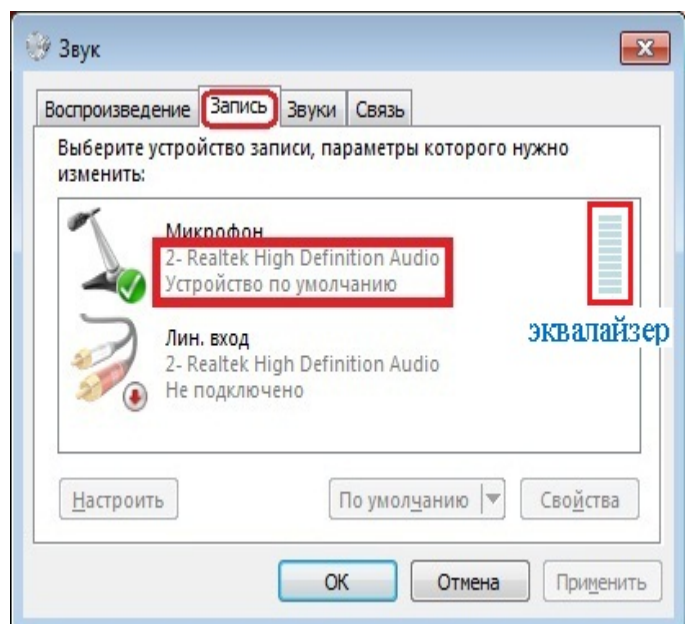 Звук
Воспроизведение Запись Звуки Связь
Выберите устройство записи, параметры которого нужно
изменить:
Микрофон
2- Realtek High Definition Audio
Устройство по умолчанию
эквалайзер
Лин. вход
2- Realtek High Definition Audio
Не подключено
Настроить По умолчанию Свойства
ОК Отмена Применить